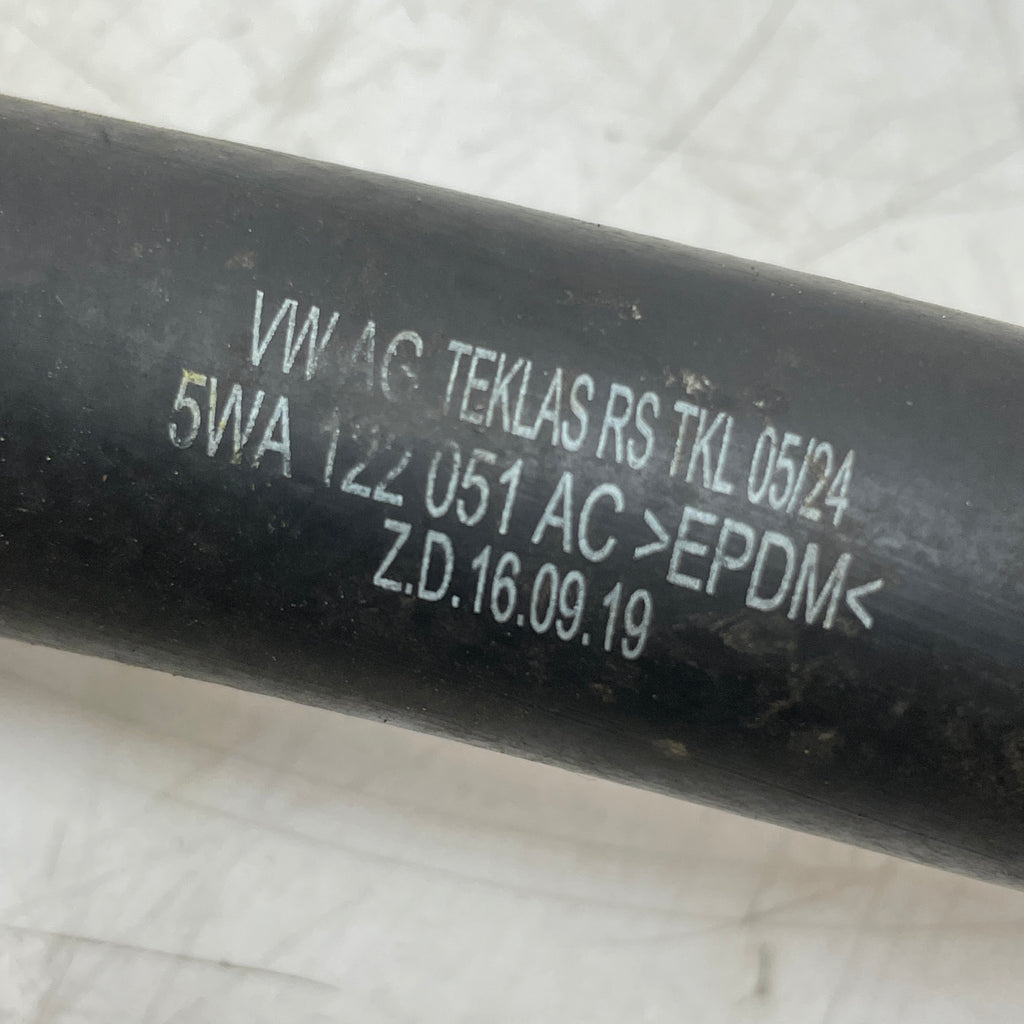 VW AG TEKLAS RS TKL 05/24
5WA 122 051 AC >EPDM<
Z.D.16.09.19